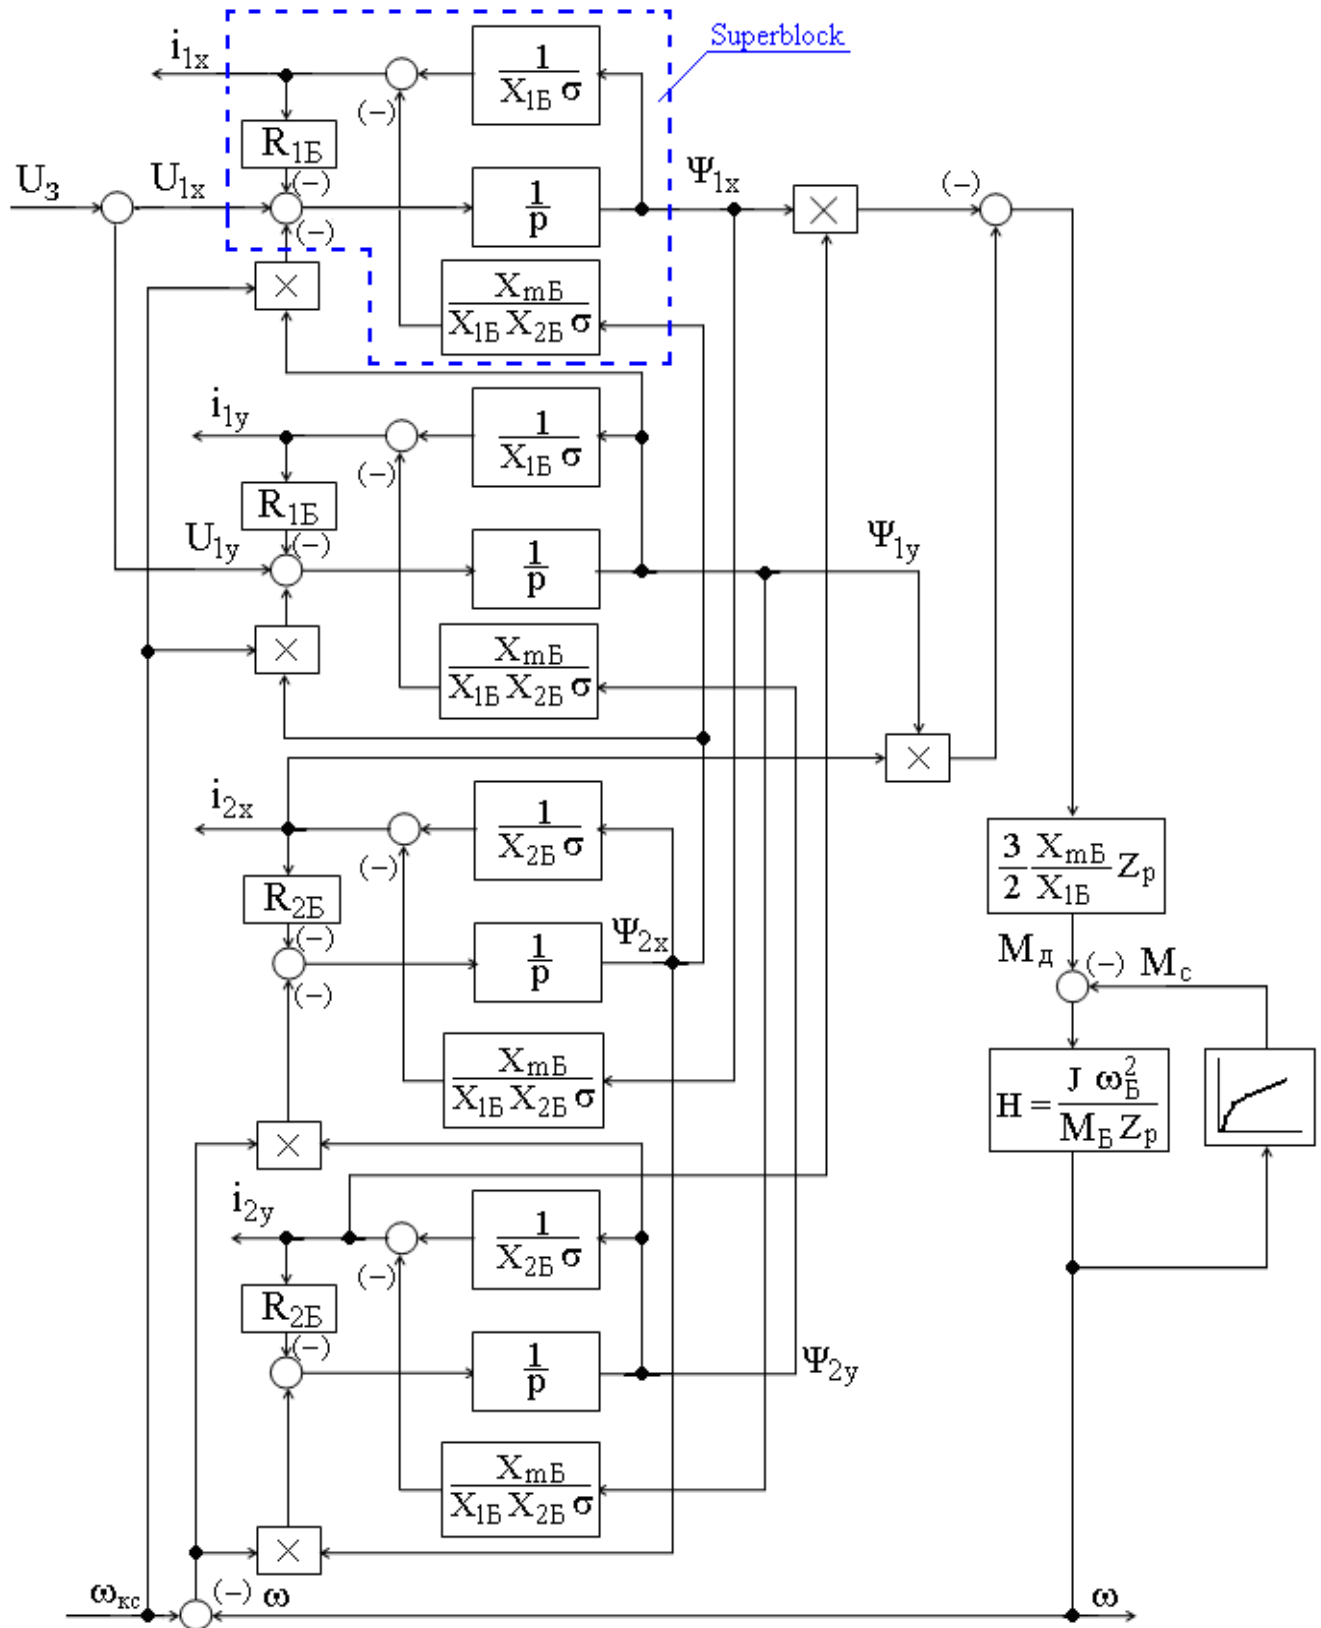 Superblock
i₁ₓ
1
X₁Б σ
(−)
R₁Б
(−)
U₃ U₁ₓ 1/p Ψ₁ₓ × (−)
(−)
×
XmБ
X₁Б X₂Б σ
i₁y
1
X₁Б σ
(−)
R₁Б
(−)
U₁y 1/p Ψ₁y
×
XmБ
X₁Б X₂Б σ
×
i₂ₓ
1
X₂Б σ
(−)
R₂Б
(−)
1/p Ψ₂ₓ
(−)
XmБ
X₁Б X₂Б σ
×
3/2 XmБ/X₁Б Zp
Mд (−) Mc
H = J ωБ² / MБ Zp
i₂y
1
X₂Б σ
(−)
R₂Б
(−)
1/p Ψ₂y
XmБ
X₁Б X₂Б σ
×
ωкс (−) ω ω